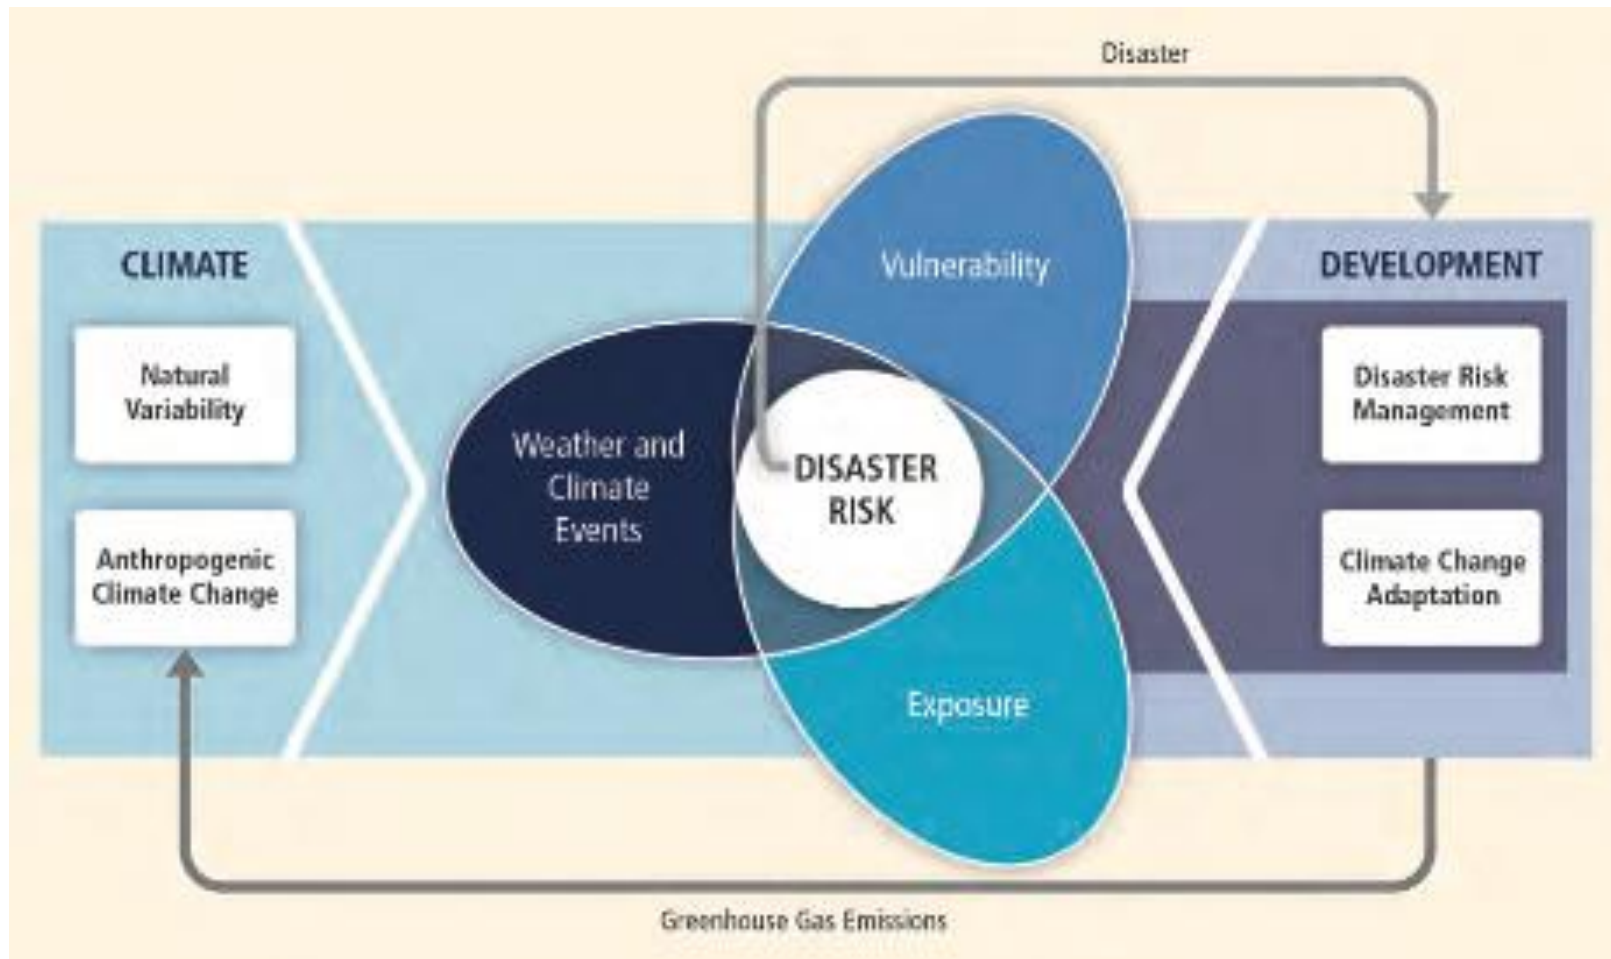 Disaster
CLIMATE
Natural
Variability
Anthropogenic
Climate Change
Weather and
Climate
Events
Vulnerability
DISASTER
RISK
Exposure
DEVELOPMENT
Disaster Risk
Management
Climate Change
Adaptation
Greenhouse Gas Emissions